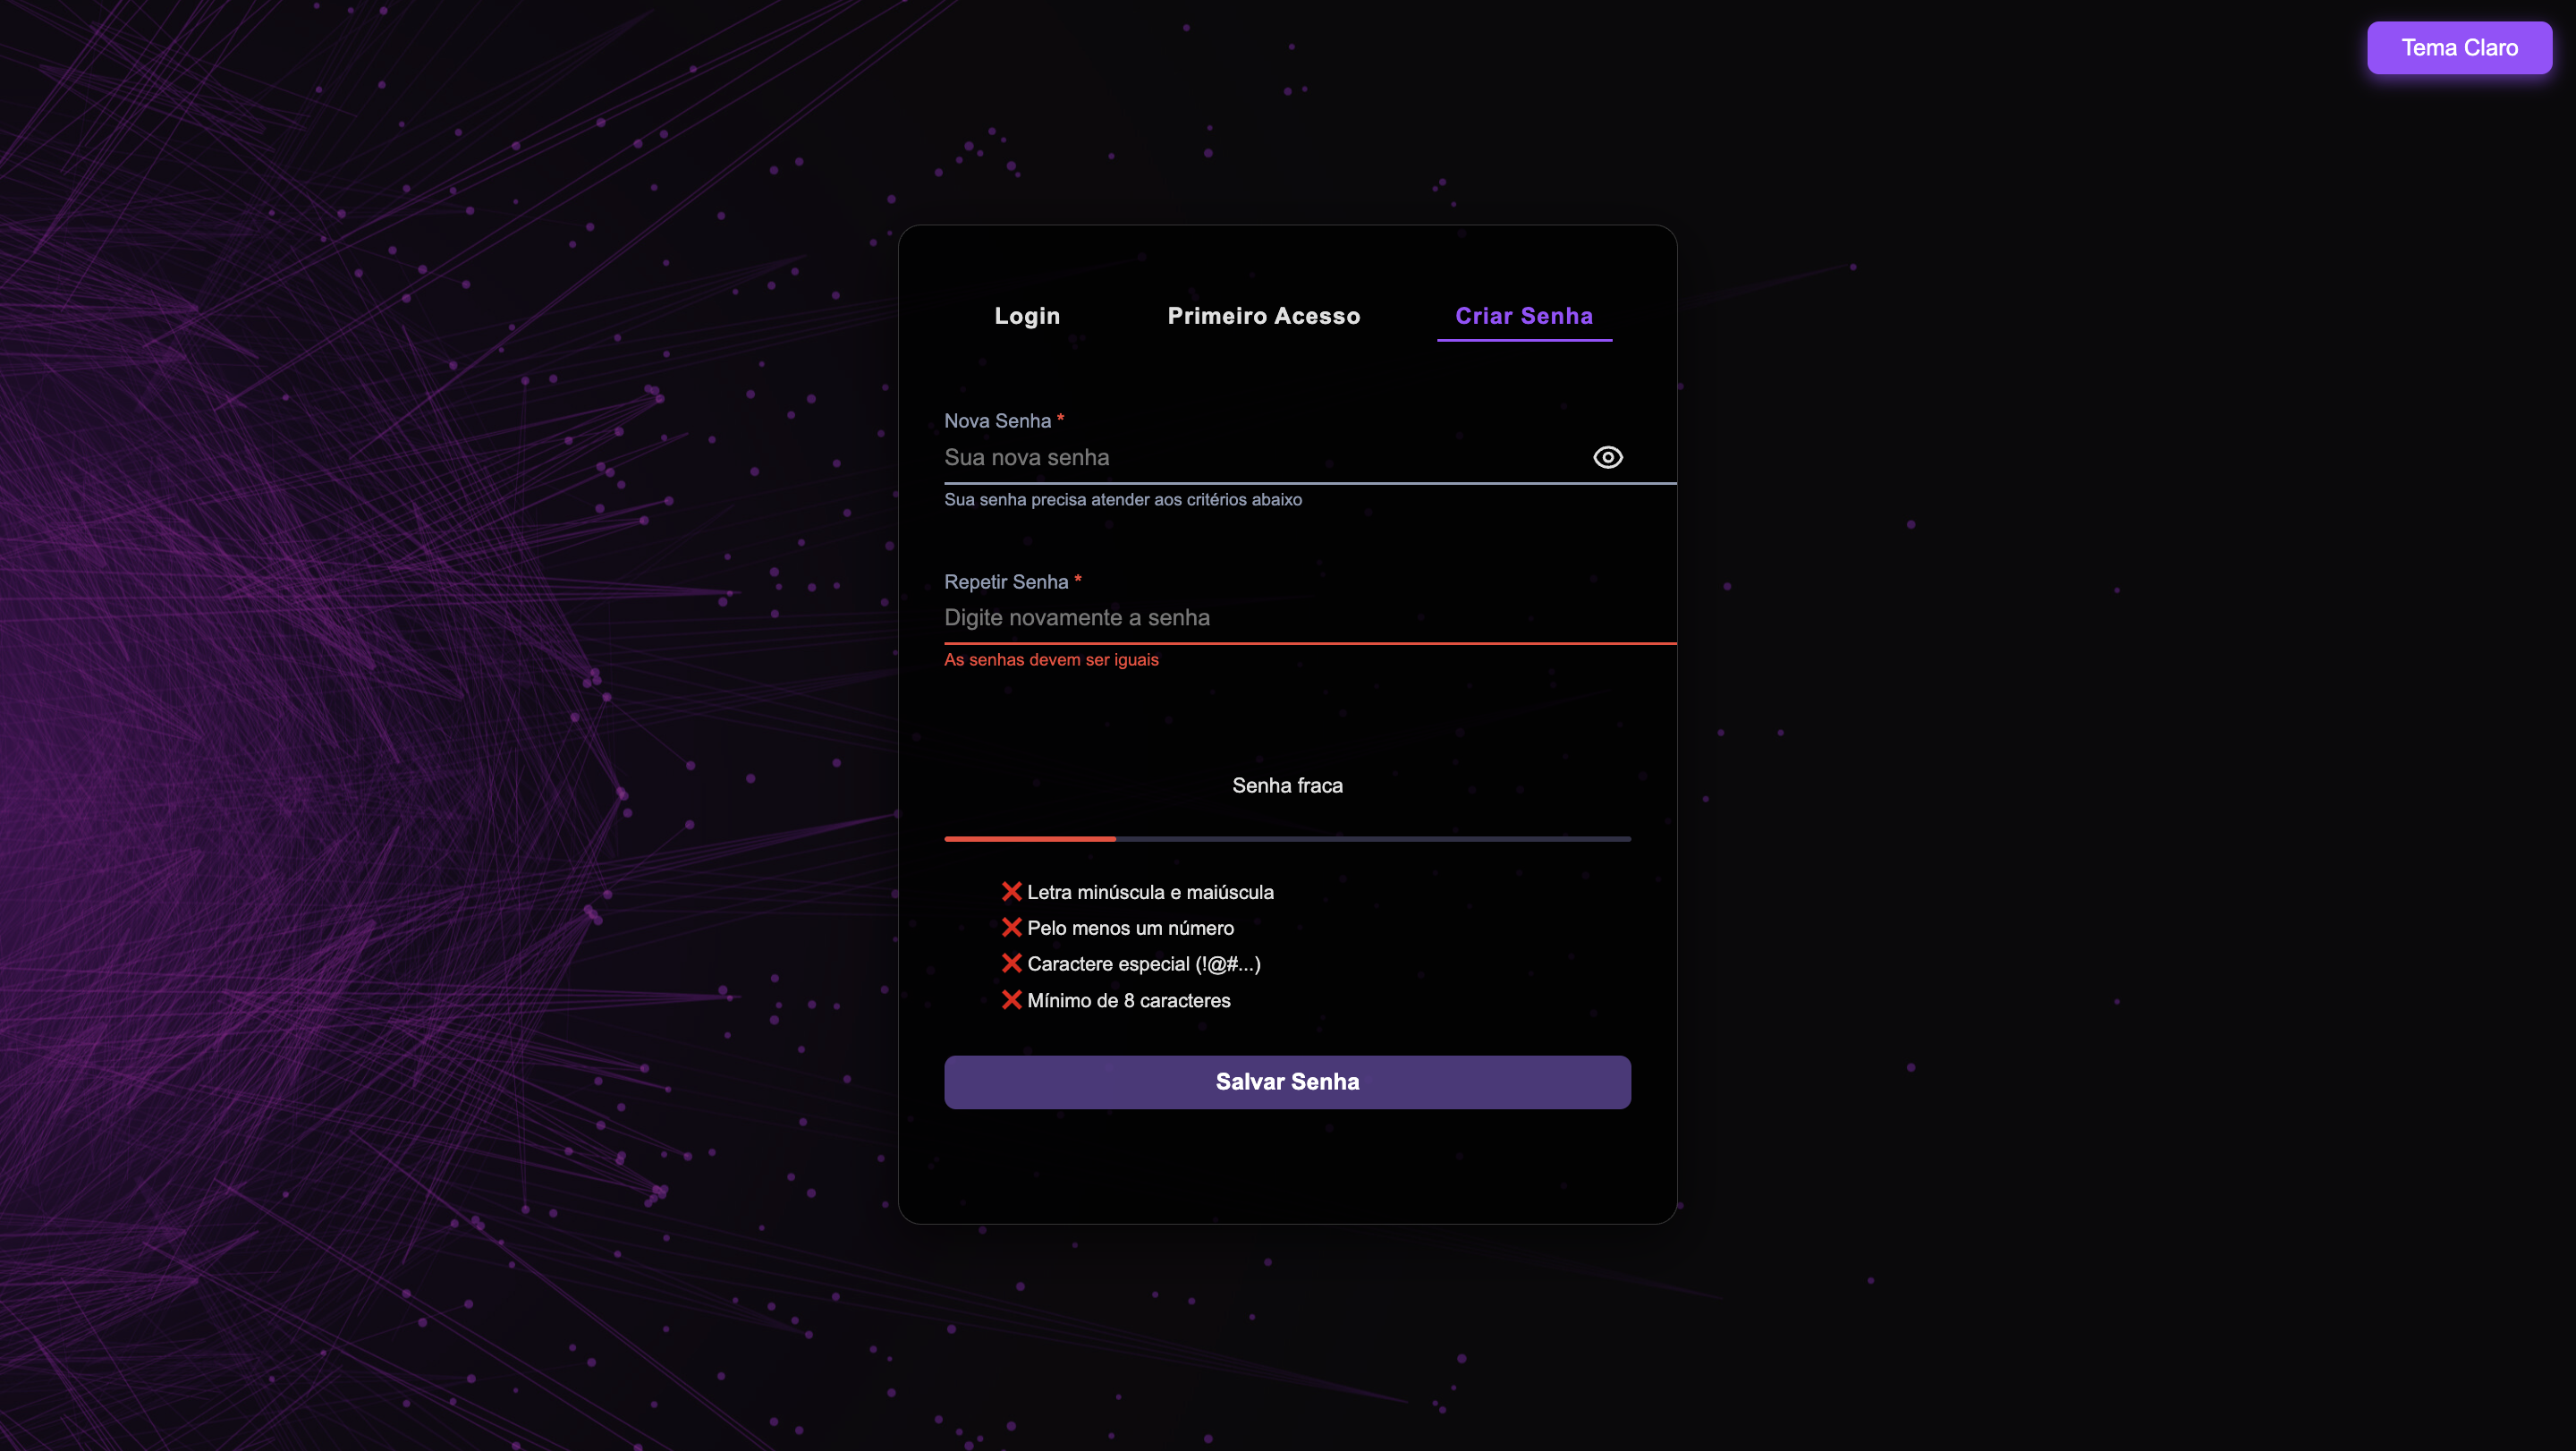 Tema Claro
Login
Primeiro Acesso
Criar Senha
Nova Senha *
Sua nova senha
Sua senha precisa atender aos critérios abaixo
Repetir Senha *
Digite novamente a senha
As senhas devem ser iguais
Senha fraca
❌ Letra minúscula e maiúscula
❌ Pelo menos um número
❌ Caractere especial (!@#...)
❌ Mínimo de 8 caracteres
Salvar Senha